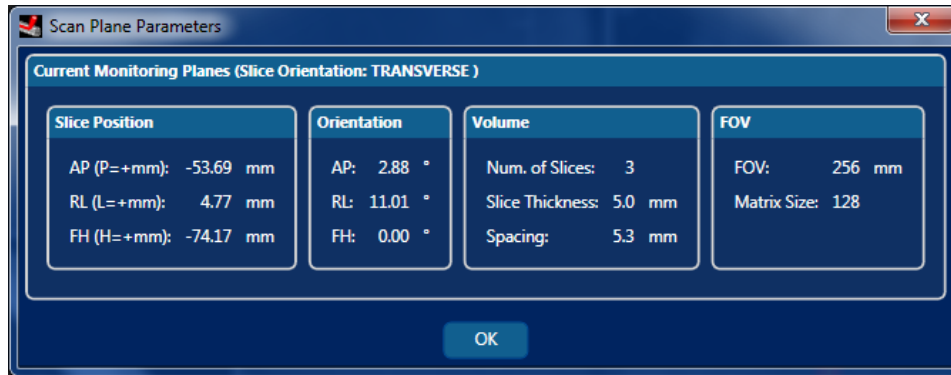 Scan Plane Parameters
x
Current Monitoring Planes (Slice Orientation: TRANSVERSE )
Slice Position
AP (P=+mm): -53.69 mm
RL (L=+mm): 4.77 mm
FH (H=+mm): -74.17 mm
Orientation
AP: 2.88 °
RL: 11.01 °
FH: 0.00 °
Volume
Num. of Slices: 3
Slice Thickness: 5.0 mm
Spacing: 5.3 mm
FOV
FOV: 256 mm
Matrix Size: 128
OK